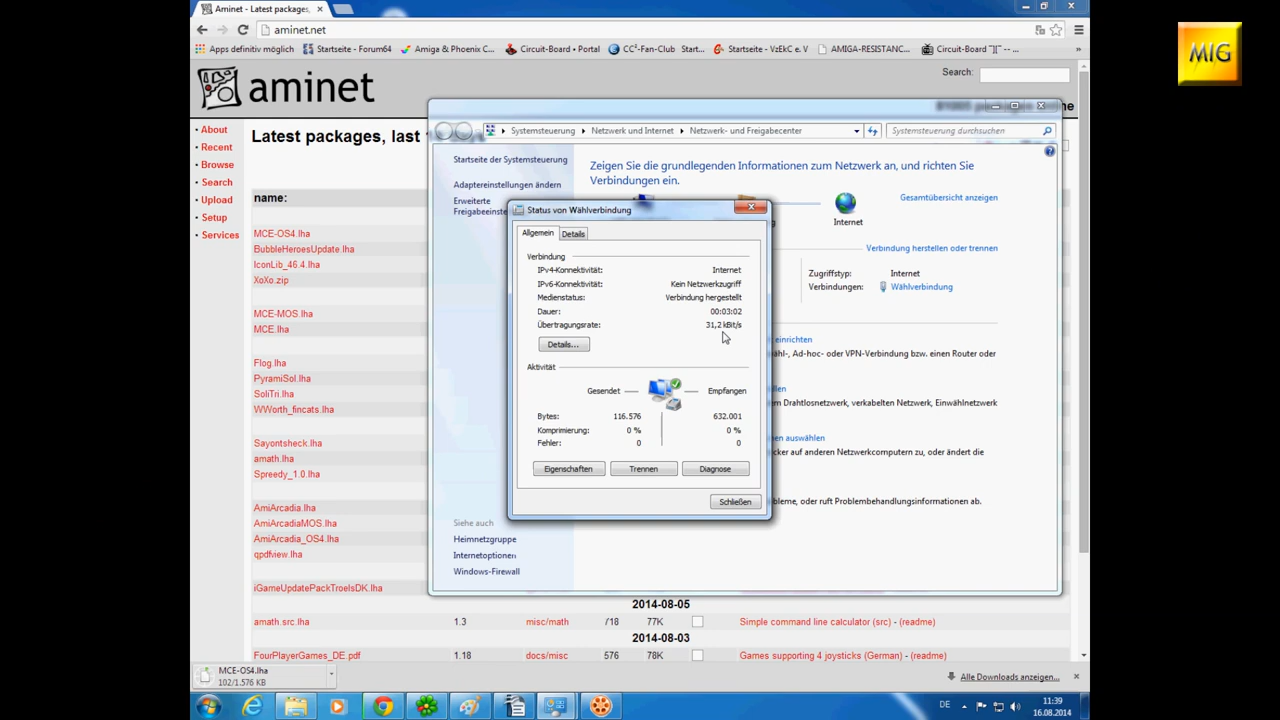 Aminet - Latest packages,
aminet.net
Apps definitiv möglich Startseite - Forum64 Amiga & Phoenix C... Circuit-Board • Portal CC²-Fan-Club Start... Startseite - VzEkC e. V AMIGA-RESISTANC... Circuit-Board
MIG
aminet
Search:
About
Recent
Browse
Search
Upload
Setup
Services
Latest packages, last
name:
MCE-OS4.lha
BubbleHeroesUpdate.lha
IconLib_46.4.lha
XoXo.zip
MCE-MOS.lha
MCE.lha
Flog.lha
PyramiSol.lha
SoliTri.lha
WWorth_fincats.lha
Sayontsheck.lha
amath.lha
Spreedy_1.0.lha
AmiArcadia.lha
AmiArcadiaMOS.lha
AmiArcadia_OS4.lha
qpdfview.lha
iGameUpdatePackTroelsDK.lha
2014-08-05
amath.src.lha 1.3 misc/math /18 77K Simple command line calculator (src) - (readme)
2014-08-03
FourPlayerGames_DE.pdf 1.18 docs/misc 576 78K Games supporting 4 joysticks (German) - (readme)
Systemsteuerung Netzwerk und Internet Netzwerk- und Freigabecenter Systemsteuerung durchsuchen
Startseite der Systemsteuerung
Adaptereinstellungen ändern
Erweiterte
Freigabeeinste
Zeigen Sie die grundlegenden Informationen zum Netzwerk an, und richten Sie
Verbindungen ein.
Gesamtübersicht anzeigen
Internet
Verbindung herstellen oder trennen
Zugriffstyp: Internet
Verbindungen: Wählverbindung
einrichten
-, Ad-hoc- oder VPN-Verbindung bzw. einen Router oder
Drahtlosnetzwerk, verkabelten Netzwerk, Einwählnetzwerk
auswählen
auf anderen Netzwerkcomputern zu, oder ändert die
oder ruft Problembehandlungsinformationen ab.
Siehe auch
Heimnetzgruppe
Internetoptionen
Windows-Firewall
Status von Wählverbindung
Allgemein Details
Verbindung
IPv4-Konnektivität: Internet
IPv6-Konnektivität: Kein Netzwerkzugriff
Medienstatus: Verbindung hergestellt
Dauer: 00:03:02
Übertragungsrate: 31,2 kBit/s
Details...
Aktivität
Gesendet Empfangen
Bytes: 116.576 632.001
Komprimierung: 0 % 0 %
Fehler: 0 0
Eigenschaften Trennen Diagnose
Schließen
MCE-OS4.lha
102/1.576 KB
Alle Downloads anzeigen...
DE
11:39
16.08.2014